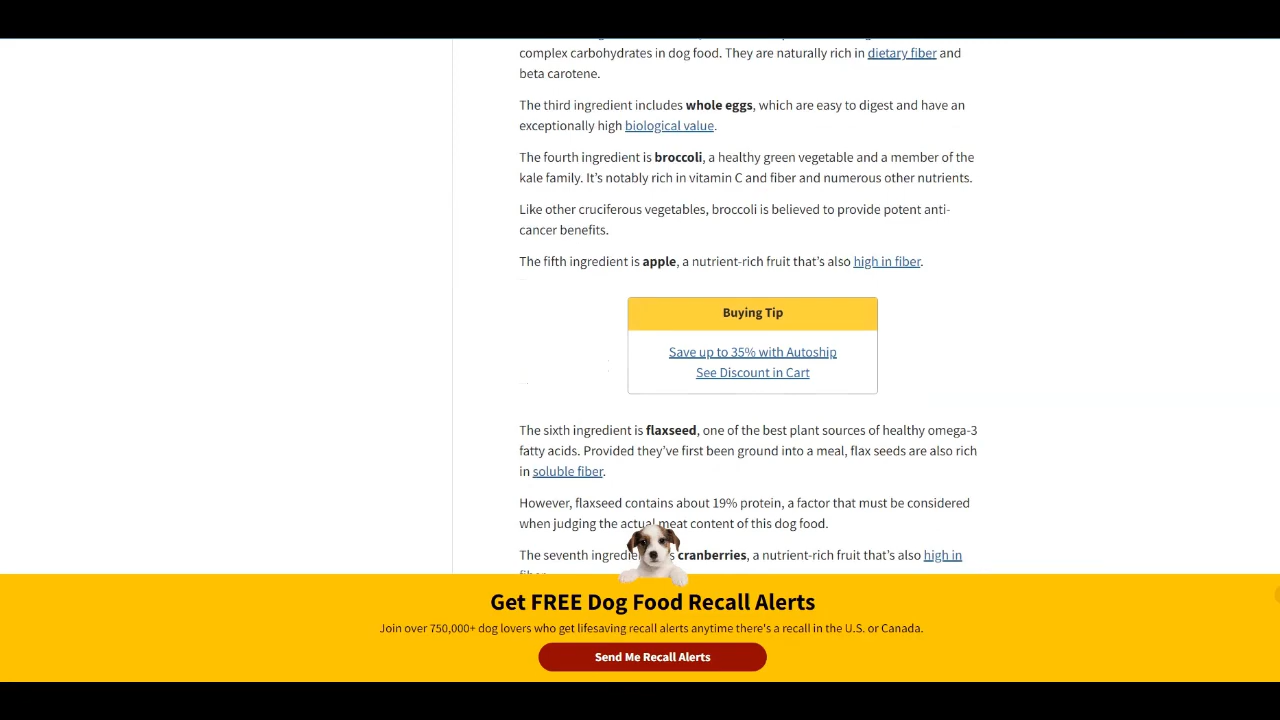 complex carbohydrates in dog food. They are naturally rich in dietary fiber and
beta carotene.
The third ingredient includes whole eggs, which are easy to digest and have an
exceptionally high biological value.
The fourth ingredient is broccoli, a healthy green vegetable and a member of the
kale family. It's notably rich in vitamin C and fiber and numerous other nutrients.
Like other cruciferous vegetables, broccoli is believed to provide potent anti-
cancer benefits.
The fifth ingredient is apple, a nutrient-rich fruit that's also high in fiber.
Buying Tip
Save up to 35% with Autoship
See Discount in Cart
The sixth ingredient is flaxseed, one of the best plant sources of healthy omega-3
fatty acids. Provided they've first been ground into a meal, flax seeds are also rich
in soluble fiber.
However, flaxseed contains about 19% protein, a factor that must be considered
when judging the actual meat content of this dog food.
The seventh cranberries, a nutrient-rich fruit that's also high in
Get FREE Dog Food Recall Alerts
Join over 750,000+ dog lovers who get lifesaving recall alerts anytime there's a recall in the U.S. or Canada.
Send Me Recall Alerts